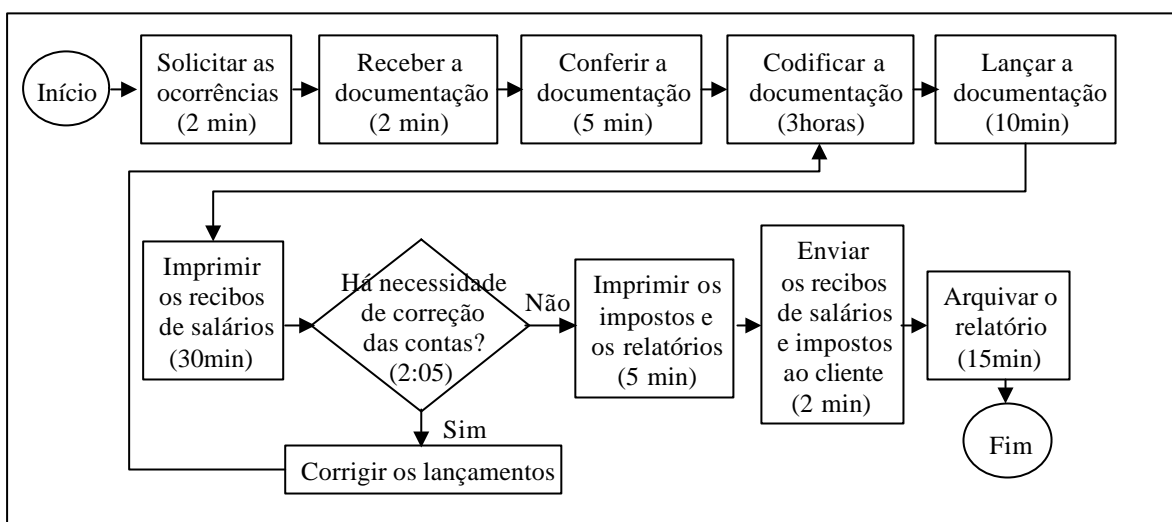 Início
Solicitar as
ocorrências
(2 min)
Receber a
documentação
(2 min)
Conferir a
documentação
(5 min)
Codificar a
documentação
(3horas)
Lançar a
documentação
(10min)
Imprimir
os recibos
de salários
(30min)
Há necessidade
de correção
das contas?
(2:05)
Não
Sim
Corrigir os lançamentos
Imprimir os
impostos e
os relatórios
(5 min)
Enviar
os recibos
de salários
e impostos
ao cliente
(2 min)
Arquivar o
relatório
(15min)
Fim